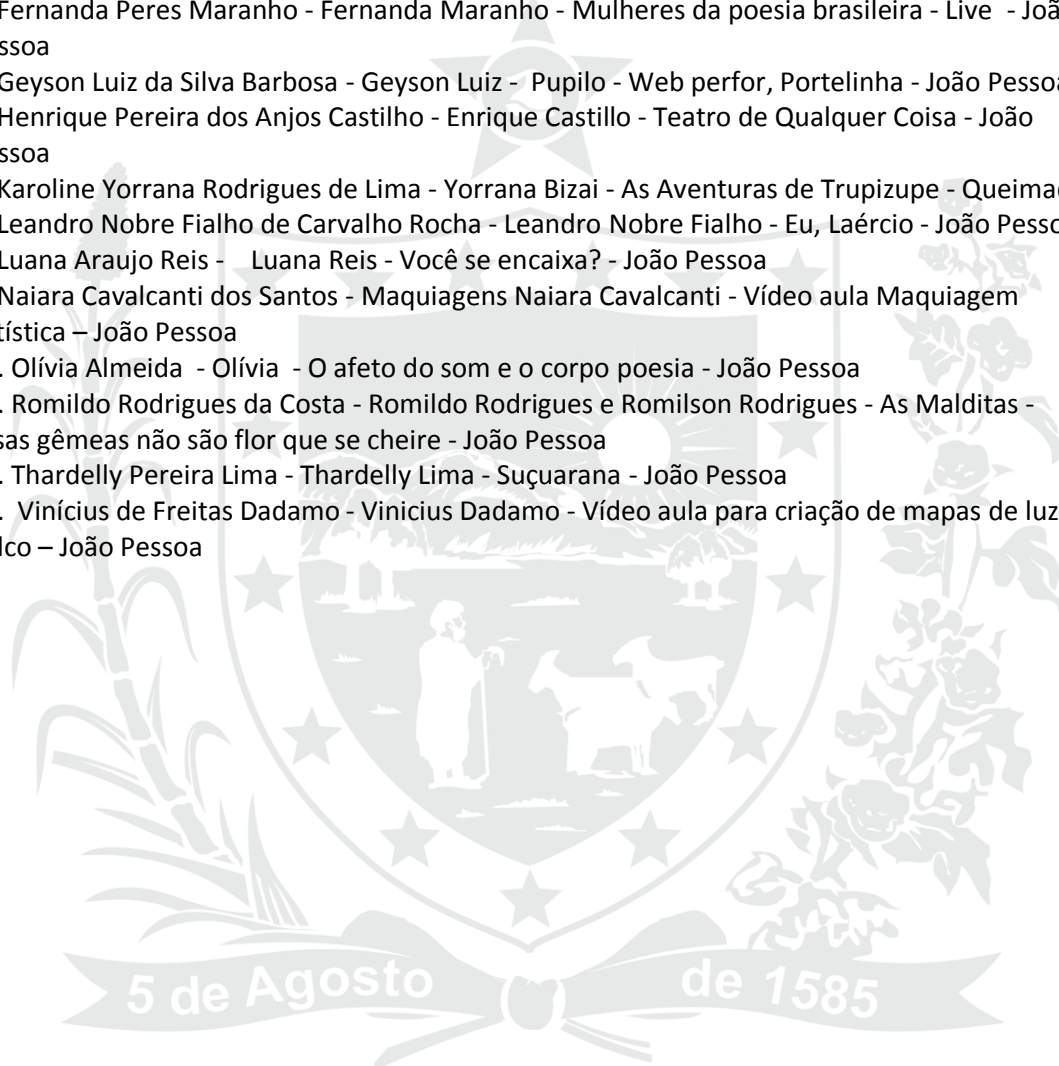 Fernanda Peres Maranho - Fernanda Maranho - Mulheres da poesia brasileira - Live - Joã
ssoa
Geyson Luiz da Silva Barbosa - Geyson Luiz - Pupilo - Web perfor, Portelinha - João Pessoa
Henrique Pereira dos Anjos Castilho - Enrique Castillo - Teatro de Qualquer Coisa - João
ssoa
Karoline Yorrana Rodrigues de Lima - Yorrana Bizai - As Aventuras de Trupizupe - Queimad
Leandro Nobre Fialho de Carvalho Rocha - Leandro Nobre Fialho - Eu, Laércio - João Pesso
Luana Araujo Reis - Luana Reis - Você se encaixa? - João Pessoa
Naiara Cavalcanti dos Santos - Maquiagens Naiara Cavalcanti - Vídeo aula Maquiagem
tística – João Pessoa
. Olívia Almeida - Olívia - O afeto do som e o corpo poesia - João Pessoa
. Romildo Rodrigues da Costa - Romildo Rodrigues e Romilson Rodrigues - As Malditas -
sas gêmeas não são flor que se cheire - João Pessoa
. Thardelly Pereira Lima - Thardelly Lima - Suçuarana - João Pessoa
. Vinícius de Freitas Dadamo - Vinicius Dadamo - Vídeo aula para criação de mapas de luz
lco – João Pessoa
5 de Agosto de 1585